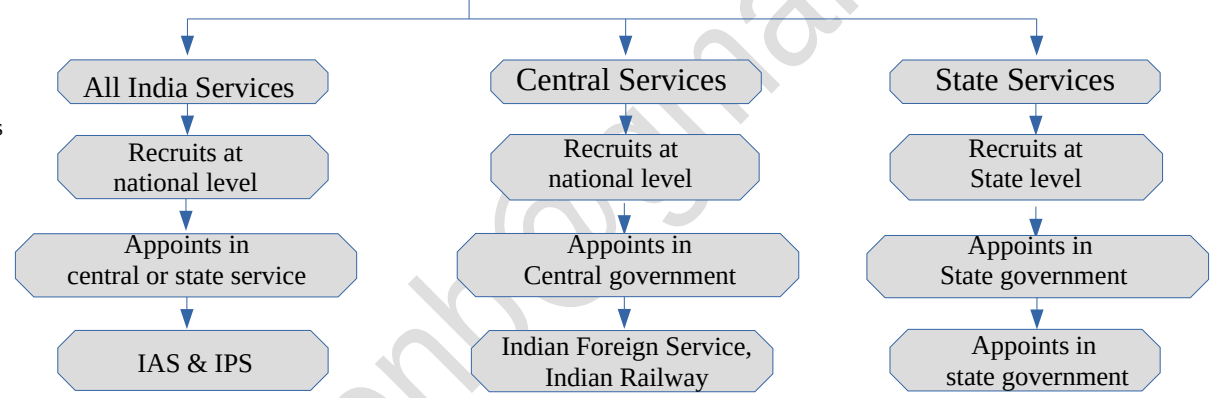 All India Services
Central Services
State Services
s
Recruits at
national level
Recruits at
national level
Recruits at
State level
Appoints in
central or state service
Appoints in
Central government
Appoints in
State government
IAS & IPS
Indian Foreign Service,
Indian Railway
Appoints in
state government
nb@gmai